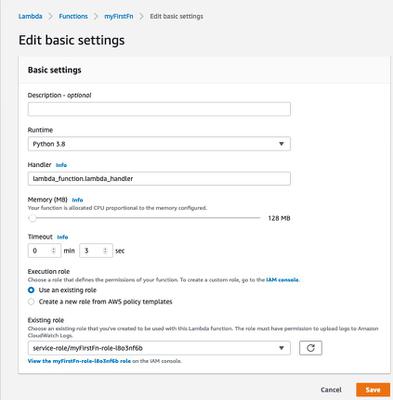 Lambda > Functions > myFirstFn > Edit basic settings
Edit basic settings
Basic settings
Description - optional
Runtime
Python 3.8
Handler Info
lambda_function.lambda_handler
Memory (MB) Info
Your function is allocated CPU proportional to the memory configured.
128 MB
Timeout Info
0 min 3 sec
Execution role
Choose a role that defines the permissions of your function. To create a custom role, go to the IAM console.
Use an existing role
Create a new role from AWS policy templates
Existing role
Choose an existing role that you've created to be used with this Lambda function. The role must have permission to upload logs to Amazon
CloudWatch Logs.
service-role/myFirstFn-role-l8o3nf6b
View the myFirstFn-role-l8o3nf6b role on the IAM console.
Cancel Save